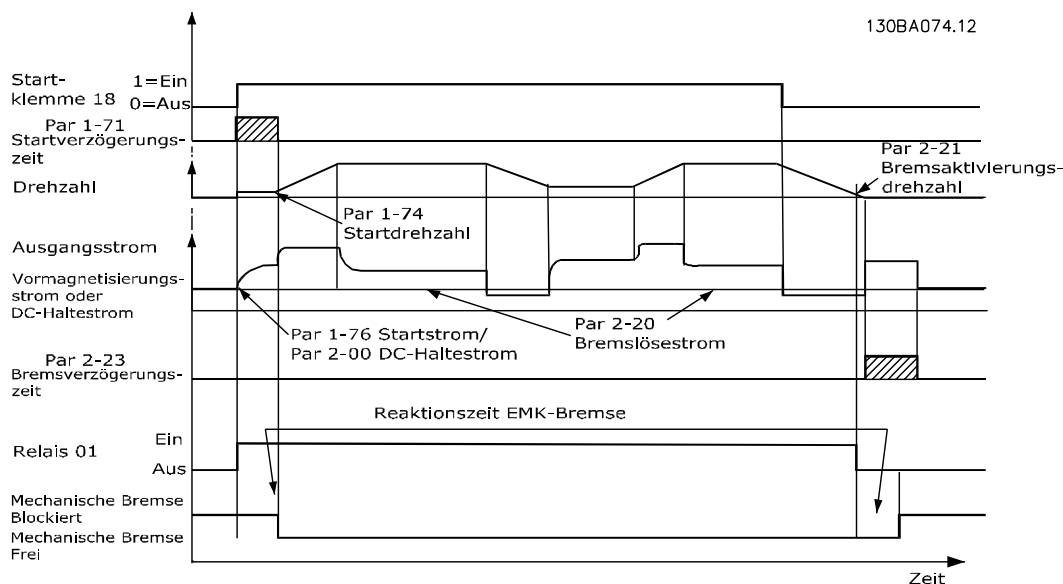 130BA074.12
Start-
klemme 18
1=Ein
0=Aus
Par 1-71
Startverzögerungs-
zeit
Par 2-21
Bremsaktivierungs-
drehzahl
Drehzahl
Par 1-74
Startdrehzahl
Ausgangsstrom
Vormagnetisierungs-
strom oder
DC-Haltestrom
Par 1-76 Startstrom/
Par 2-00 DC-Haltestrom
Par 2-20
Bremslösestrom
Par 2-23
Bremsverzögerungs-
zeit
Reaktionszeit EMK-Bremse
Relais 01
Ein
Aus
Mechanische Bremse
Blockiert
Mechanische Bremse
Frei
Zeit